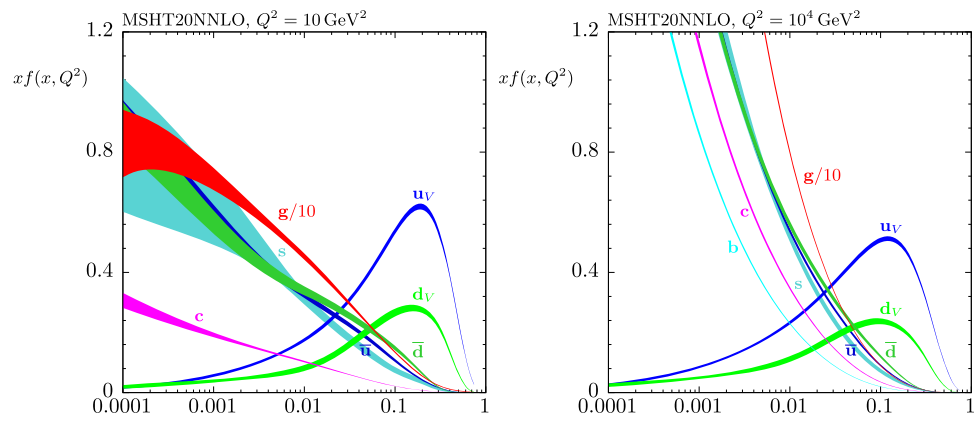 MSHT20NNLO, Q² = 10 GeV²
1.2
xf(x, Q²)
0.8
g/10
u_V
s
0.4
c
d_V
u̅
d̅
0
0.0001 0.001 0.01 0.1 1
MSHT20NNLO, Q² = 10⁴ GeV²
1.2
xf(x, Q²)
0.8
g/10
c
u_V
b
0.4
s
d_V
u̅
d̅
0
0.0001 0.001 0.01 0.1 1